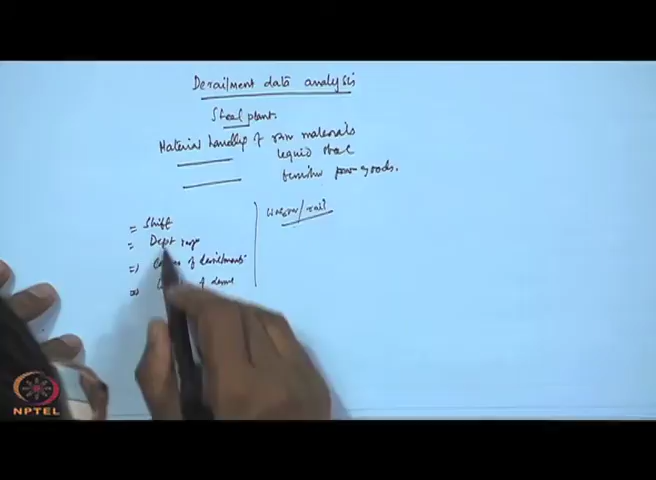 Derailment data analysis
Steel plant.
Material handling of raw materials
liquid steel
goods.
= Shift
= Dept
=) of derailments
=) of
Wagon/rail
NPTEL